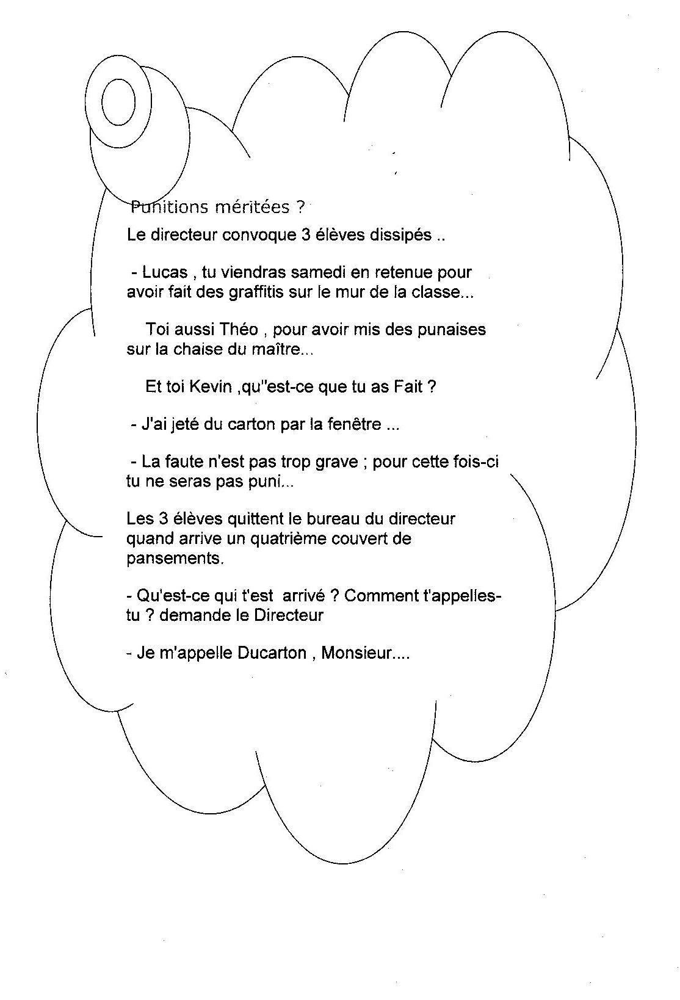 Punitions méritées ?
Le directeur convoque 3 élèves dissipés ..
- Lucas , tu viendras samedi en retenue pour
avoir fait des graffitis sur le mur de la classe...
Toi aussi Théo , pour avoir mis des punaises
sur la chaise du maître...
Et toi Kevin ,qu"est-ce que tu as Fait ?
- J'ai jeté du carton par la fenêtre ...
- La faute n'est pas trop grave ; pour cette fois-ci
tu ne seras pas puni...
Les 3 élèves quittent le bureau du directeur
quand arrive un quatrième couvert de
pansements.
- Qu'est-ce qui t'est  arrivé ? Comment t'appelles-
tu ? demande le Directeur
- Je m'appelle Ducarton , Monsieur....